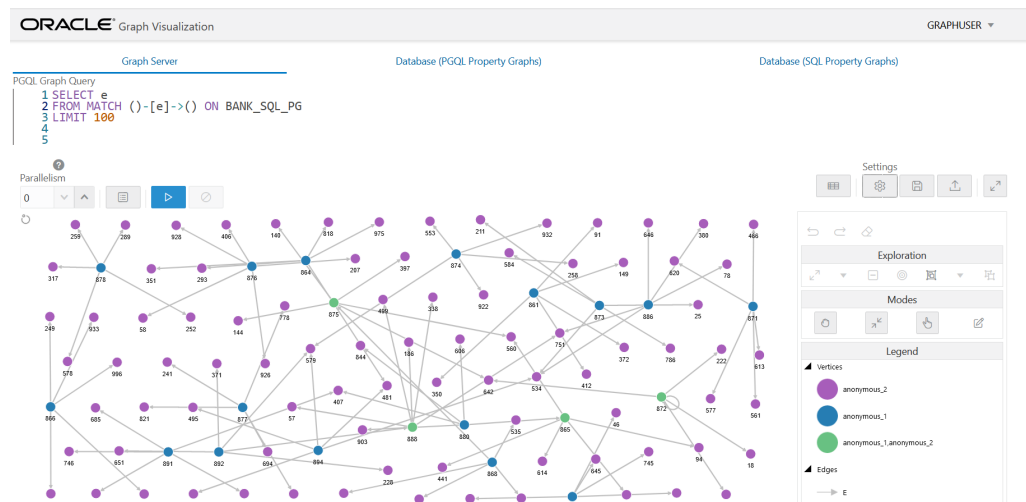 ORACLE® Graph Visualization
GRAPHUSER
Graph Server
Database (PGQL Property Graphs)
Database (SQL Property Graphs)
PGQL Graph Query
1 SELECT e
2 FROM MATCH ()-[e]->() ON BANK_SQL_PG
3 LIMIT 100
4
5
?
Parallelism
0
Settings
259 289 928 406 140 818 975 553 211 932 91 646 380 466
317 878 351 293 876 864 207 397 874 584 258 149 820 78
249 933 58 252 144 778 875 499 338 922 861 873 886 25 871
578 996 241 371 926 579 844 186 606 560 751 372 786 222 613
866 685 821 495 877 57 407 481 350 642 534 412 872 577 561
746 651 891 892 694 894 903 888 880 535 865 46 94 18
228 441 868 614 645 745
Exploration
Modes
Legend
Vertices
anonymous_2
anonymous_1
anonymous_1,anonymous_2
Edges
E